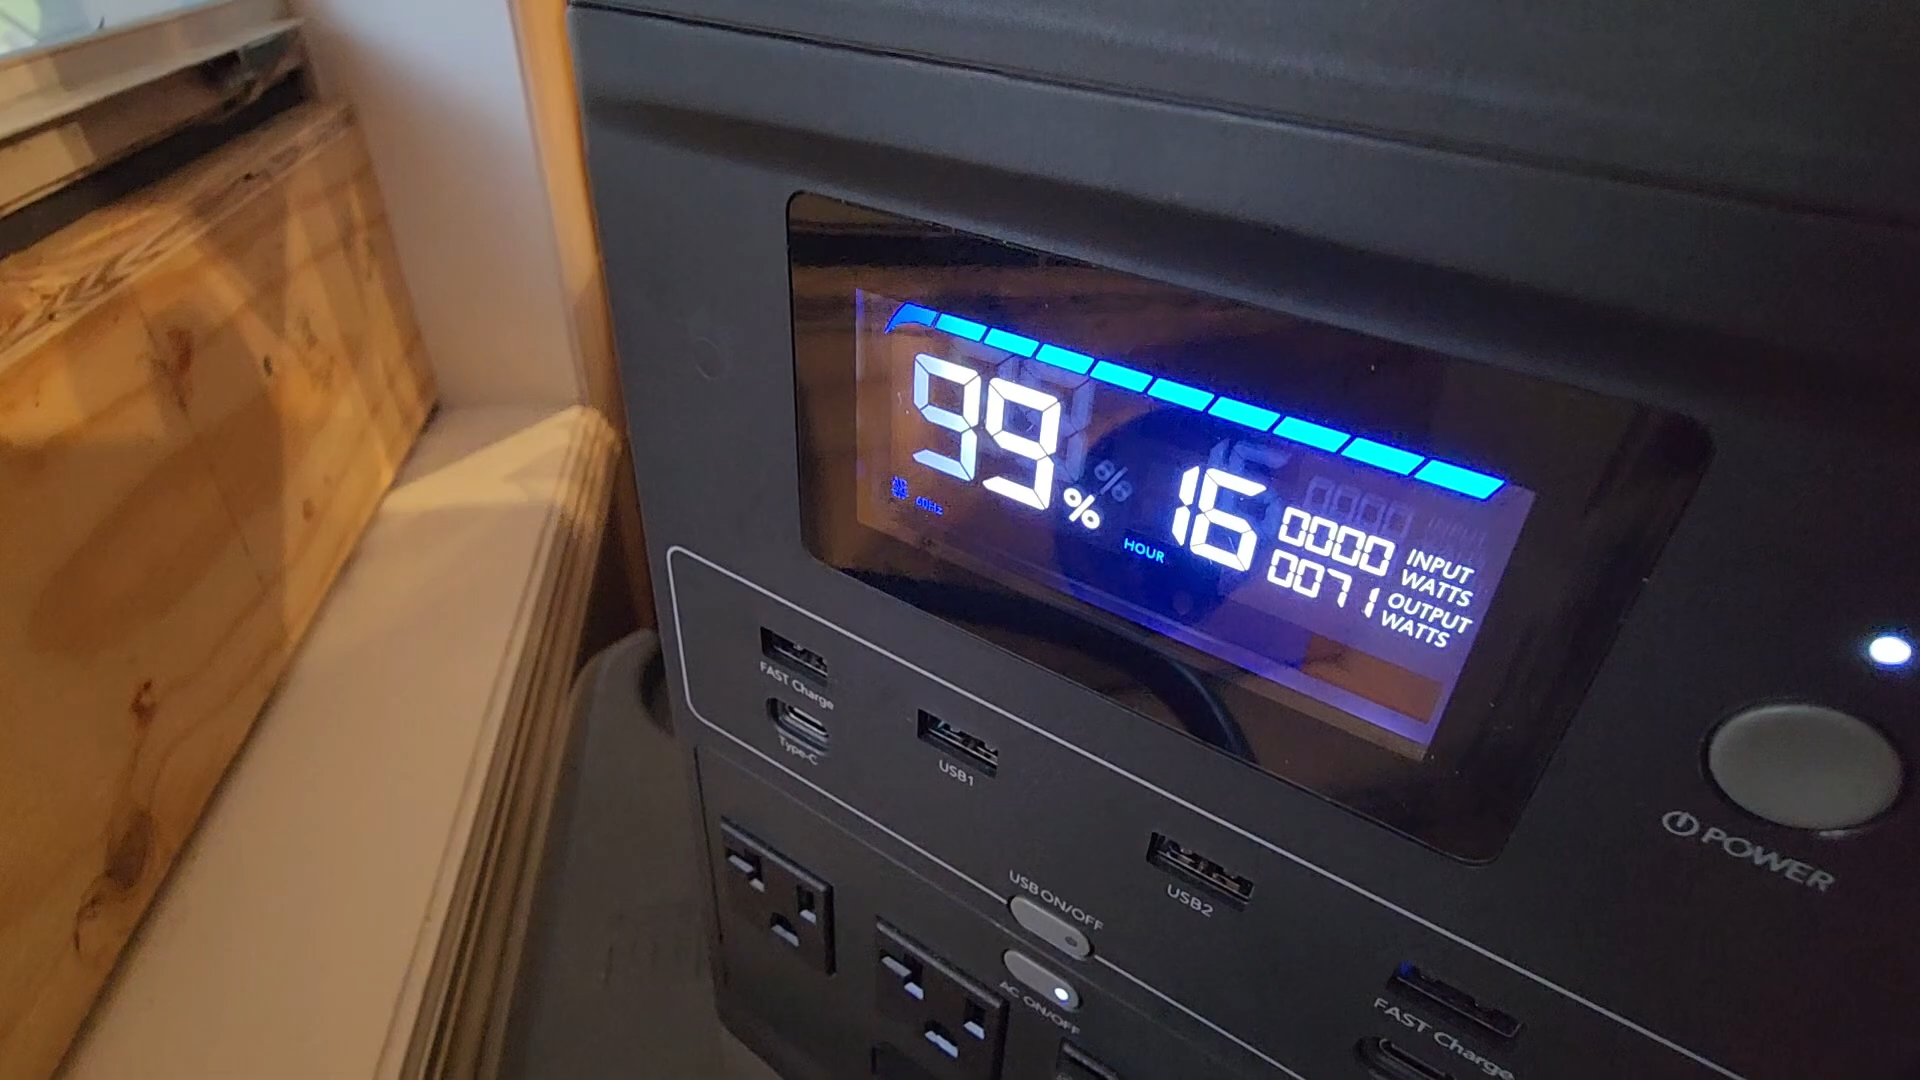 99%
60Hz
HOUR 16
0000 INPUT WATTS
0071 OUTPUT WATTS
FAST Charge
Type-C
USB1
USB2
POWER
USB ON/OFF
AC ON/OFF
FAST Charge